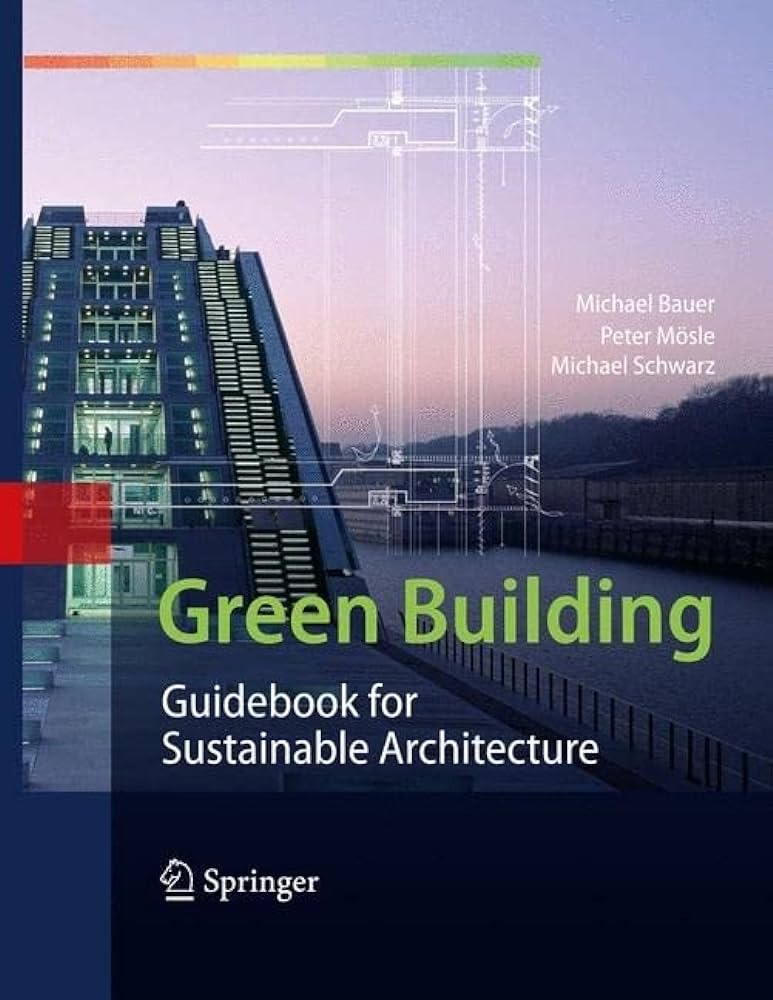 Michael Bauer
Peter Mösle
Michael Schwarz
Green Building
Guidebook for
Sustainable Architecture
Springer